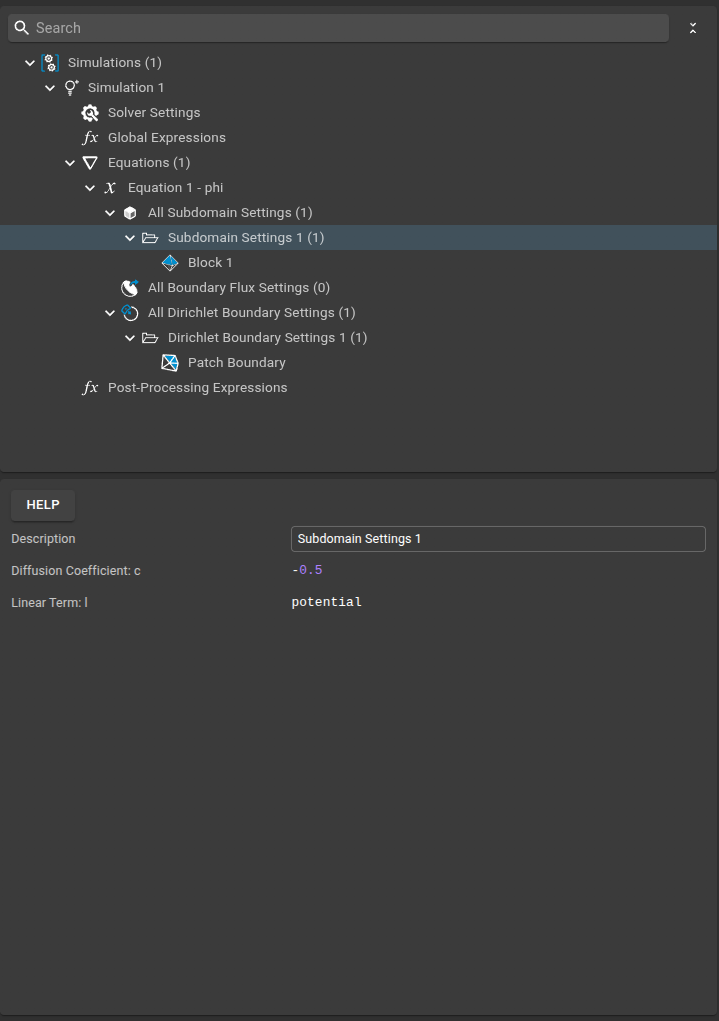 Search
Simulations (1)
Simulation 1
Solver Settings
fx Global Expressions
Equations (1)
x Equation 1 - phi
All Subdomain Settings (1)
Subdomain Settings 1 (1)
Block 1
All Boundary Flux Settings (0)
All Dirichlet Boundary Settings (1)
Dirichlet Boundary Settings 1 (1)
Patch Boundary
fx Post-Processing Expressions
HELP
Description Subdomain Settings 1
Diffusion Coefficient: c -0.5
Linear Term: l potential